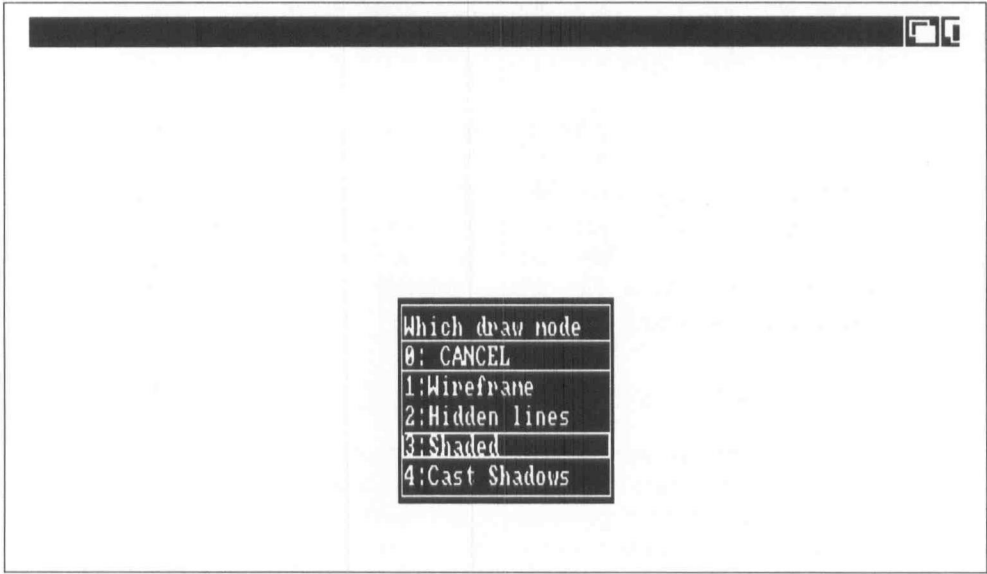 Which draw mode
0: CANCEL
1:Wireframe
2:Hidden lines
3:Shaded
4:Cast Shadows